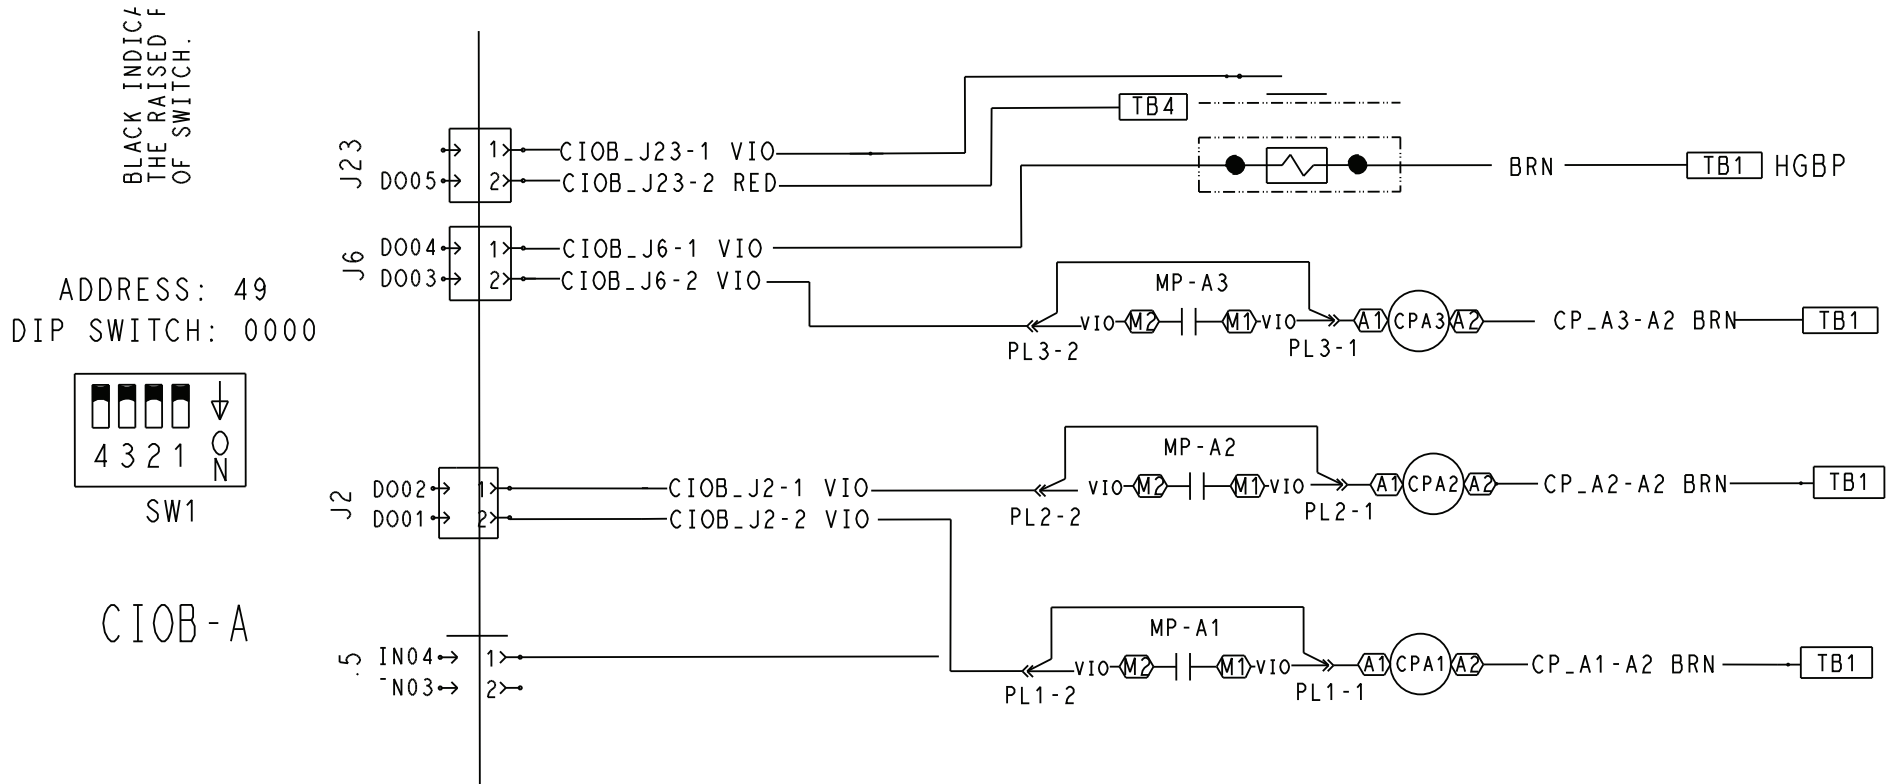 BLACK INDICA
THE RAISED F
OF SWITCH.
ADDRESS: 49
DIP SWITCH: 0000
4 3 2 1 ON
SW1
CIOB-A
J23
1 CIOB_J23-1 VIO
DO05 2 CIOB_J23-2 RED
TB4
BRN TB1 HGBP
J6
DO04 1 CIOB_J6-1 VIO
DO03 2 CIOB_J6-2 VIO
MP-A3
VIO M2 M1 VIO A1 CPA3 A2 CP_A3-A2 BRN TB1
PL3-2 PL3-1
J2
DO02 1 CIOB_J2-1 VIO
DO01 2 CIOB_J2-2 VIO
MP-A2
VIO M2 M1 VIO A1 CPA2 A2 CP_A2-A2 BRN TB1
PL2-2 PL2-1
5
IN04 1
N03 2
MP-A1
VIO M2 M1 VIO A1 CPA1 A2 CP_A1-A2 BRN TB1
PL1-2 PL1-1